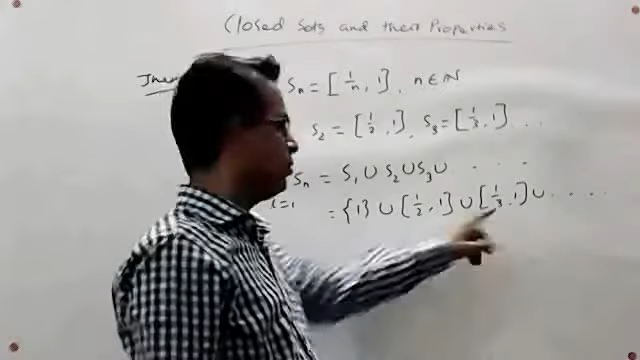 Closed Sets and their Properties
Sₙ = [1/n, 1], n ∈ ℕ
S₂ = [1/2, 1], S₃ = [1/3, 1] ...
Sₙ = S₁ ∪ S₂ ∪ S₃ ∪ ....
i=1
= {1} ∪ [1/2, 1] ∪ [1/3, 1] ∪ ....